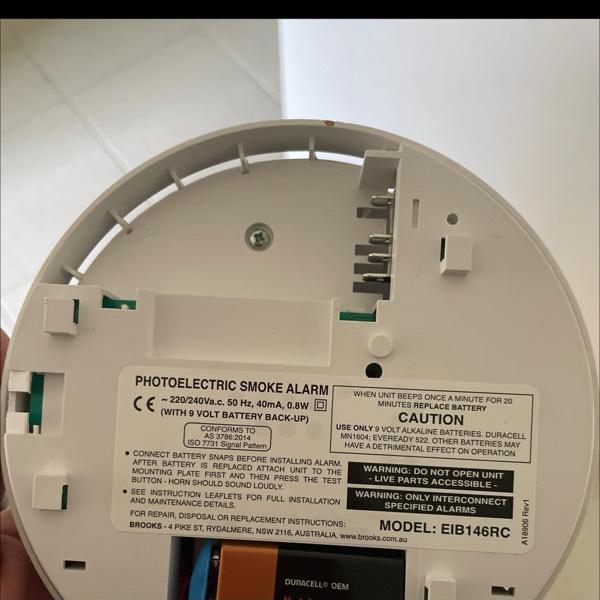 PHOTOELECTRIC SMOKE ALARM
CE ~ 220/240Va.c. 50 Hz, 40mA, 0.8W
(WITH 9 VOLT BATTERY BACK-UP)
CONFORMS TO
AS 3786:2014
ISO 7731 Signal Pattern
• CONNECT BATTERY SNAPS BEFORE INSTALLING ALARM.
AFTER BATTERY IS REPLACED ATTACH UNIT TO THE
MOUNTING PLATE FIRST AND THEN PRESS THE TEST
BUTTON - HORN SHOULD SOUND LOUDLY.
• SEE INSTRUCTION LEAFLETS FOR FULL INSTALLATION
AND MAINTENANCE DETAILS.
FOR REPAIR, DISPOSAL OR REPLACEMENT INSTRUCTIONS:
BROOKS - 4 PIKE ST, RYDALMERE, NSW 2116, AUSTRALIA. www.brooks.com.au
WHEN UNIT BEEPS ONCE A MINUTE FOR 20
MINUTES REPLACE BATTERY
CAUTION
USE ONLY 9 VOLT ALKALINE BATTERIES. DURACELL
MN1604; EVEREADY 522. OTHER BATTERIES MAY
HAVE A DETRIMENTAL EFFECT ON OPERATION
WARNING: DO NOT OPEN UNIT
- LIVE PARTS ACCESSIBLE -
WARNING: ONLY INTERCONNECT
SPECIFIED ALARMS
MODEL: EIB146RC
A18906 Rev1
DURACELL® OEM